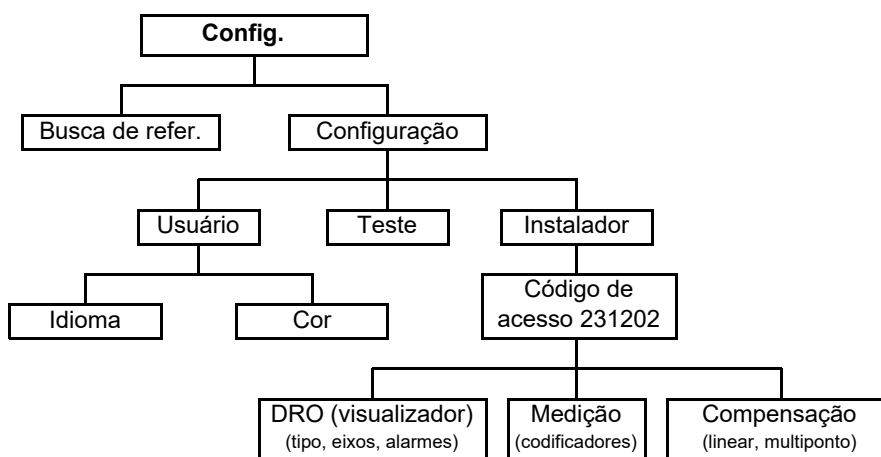 Config.
Busca de refer.
Configuração
Usuário
Teste
Instalador
Idioma
Cor
Código de
acesso 231202
DRO (visualizador)
(tipo, eixos, alarmes)
Medição
(codificadores)
Compensação
(linear, multiponto)